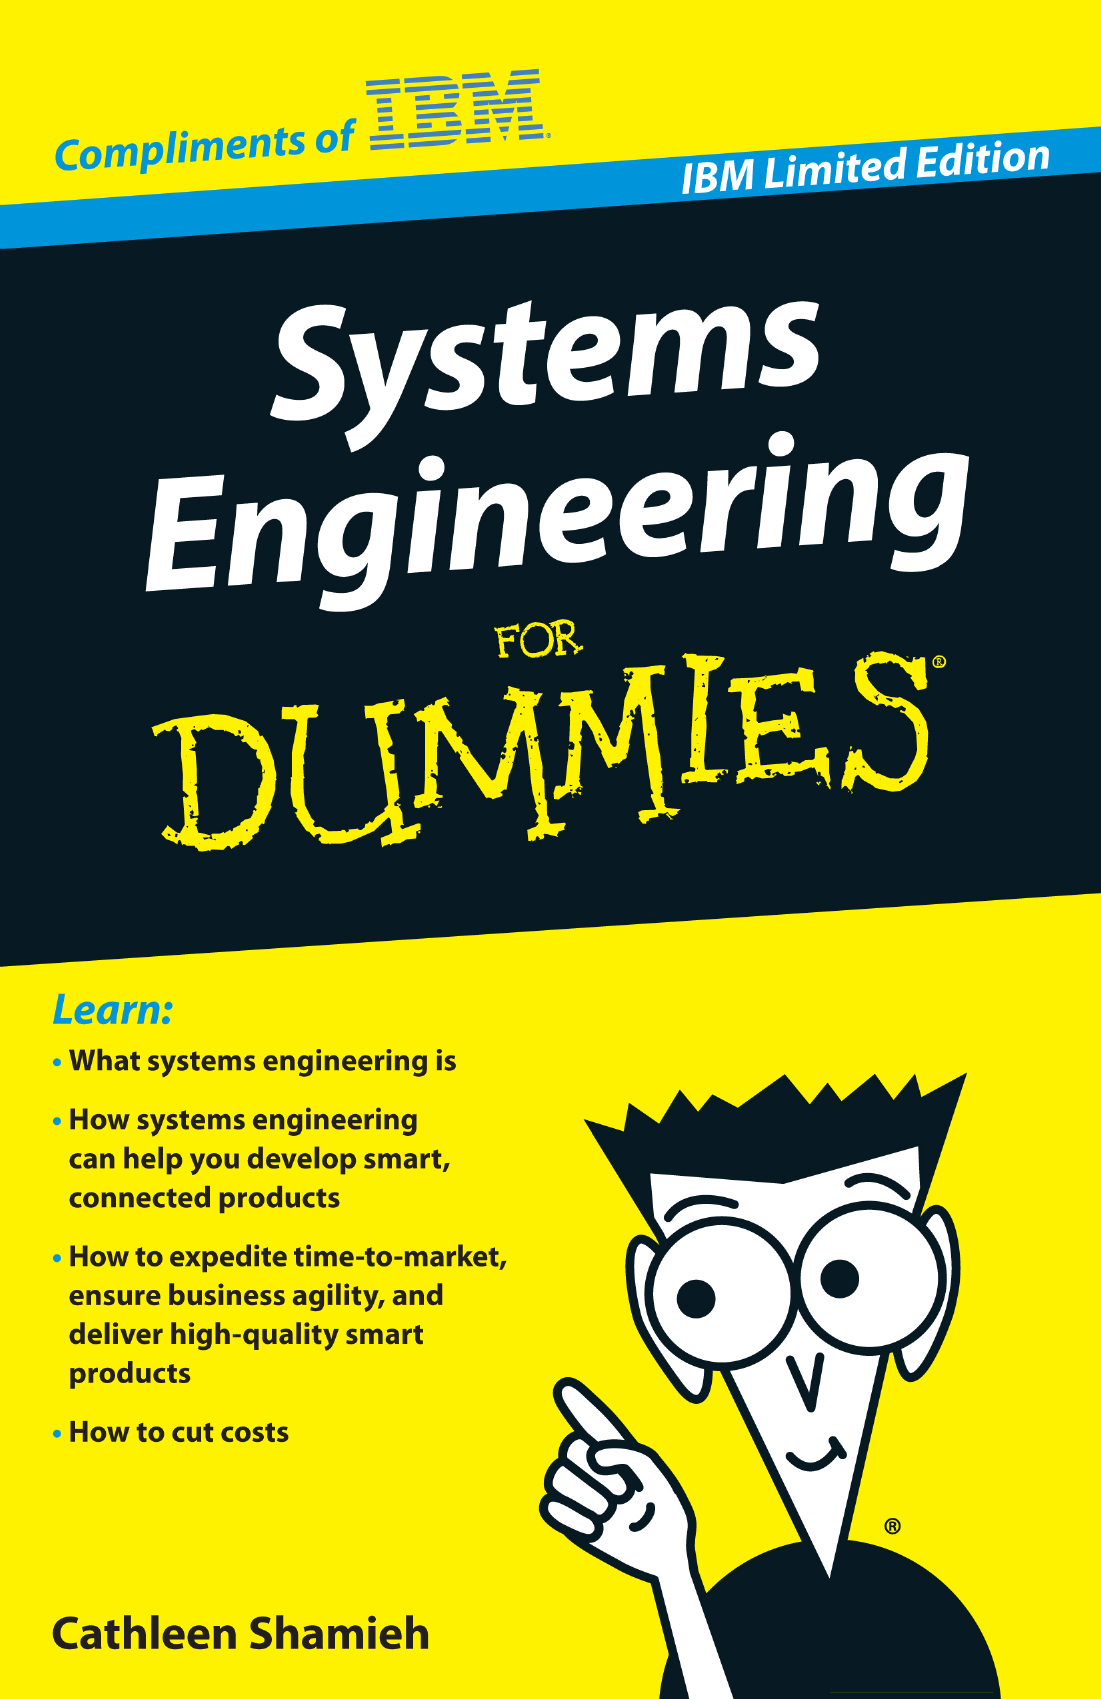 Compliments of IBM®
IBM Limited Edition
Systems
Engineering
FOR
DUMMIES®
Learn:
• What systems engineering is
• How systems engineering
can help you develop smart,
connected products
• How to expedite time-to-market,
ensure business agility, and
deliver high-quality smart
products
• How to cut costs
®
Cathleen Shamieh